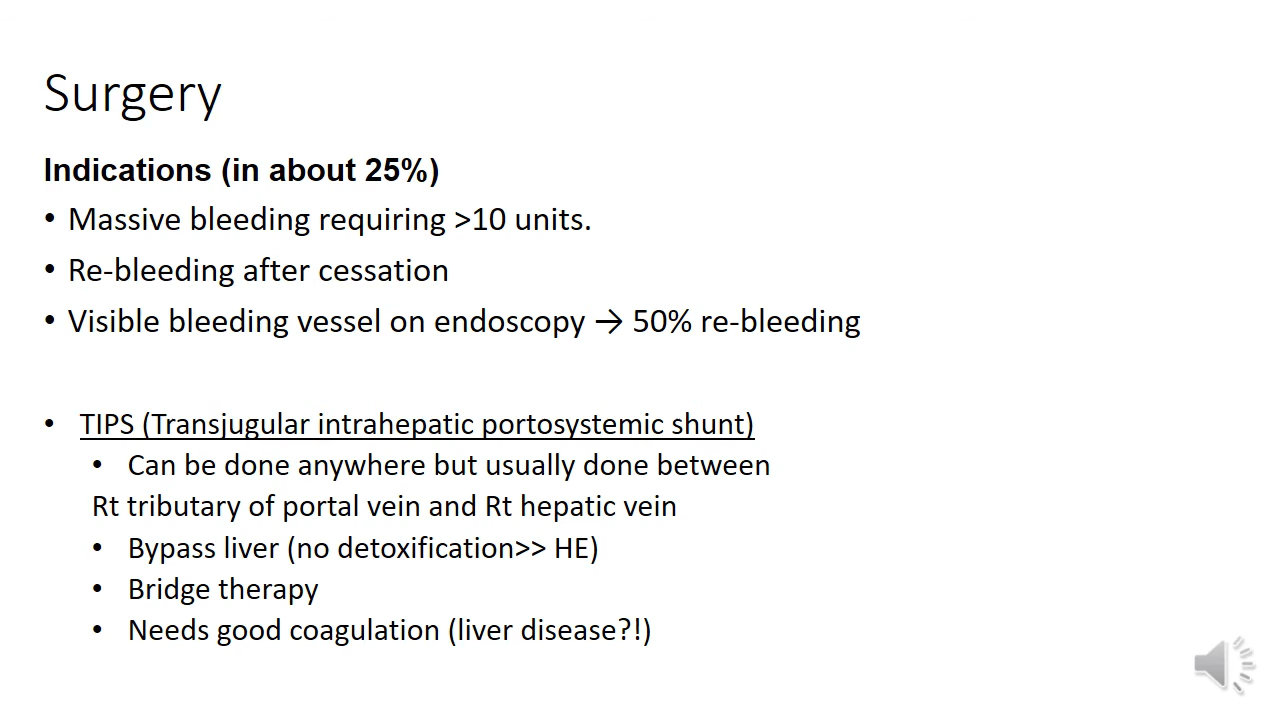 Surgery
Indications (in about 25%)
• Massive bleeding requiring >10 units.
• Re-bleeding after cessation
• Visible bleeding vessel on endoscopy → 50% re-bleeding
• TIPS (Transjugular intrahepatic portosystemic shunt)
• Can be done anywhere but usually done between
Rt tributary of portal vein and Rt hepatic vein
• Bypass liver (no detoxification>> HE)
• Bridge therapy
• Needs good coagulation (liver disease?!)